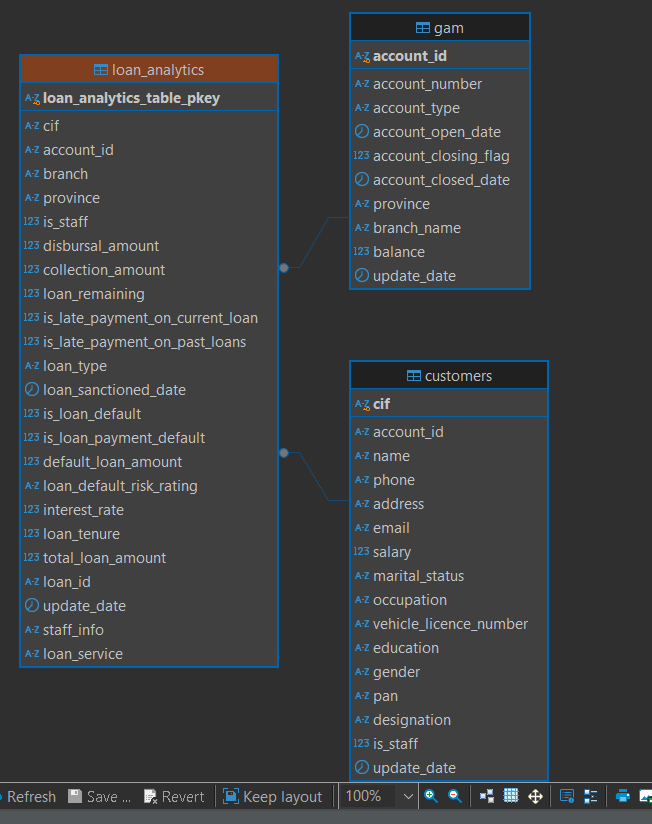 loan_analytics
A-Z loan_analytics_table_pkey
A-Z cif
A-Z account_id
A-Z branch
A-Z province
123 is_staff
123 disbursal_amount
123 collection_amount
123 loan_remaining
123 is_late_payment_on_current_loan
123 is_late_payment_on_past_loans
A-Z loan_type
loan_sanctioned_date
123 is_loan_default
123 is_loan_payment_default
123 default_loan_amount
A-Z loan_default_risk_rating
123 interest_rate
123 loan_tenure
123 total_loan_amount
A-Z loan_id
update_date
A-Z staff_info
A-Z loan_service
gam
A-Z account_id
A-Z account_number
A-Z account_type
account_open_date
123 account_closing_flag
account_closed_date
A-Z province
A-Z branch_name
123 balance
update_date
customers
A-Z cif
A-Z account_id
A-Z name
A-Z phone
A-Z address
A-Z email
123 salary
A-Z marital_status
A-Z occupation
A-Z vehicle_licence_number
A-Z education
A-Z gender
A-Z pan
A-Z designation
123 is_staff
update_date
Refresh Save ... Revert Keep layout 100%